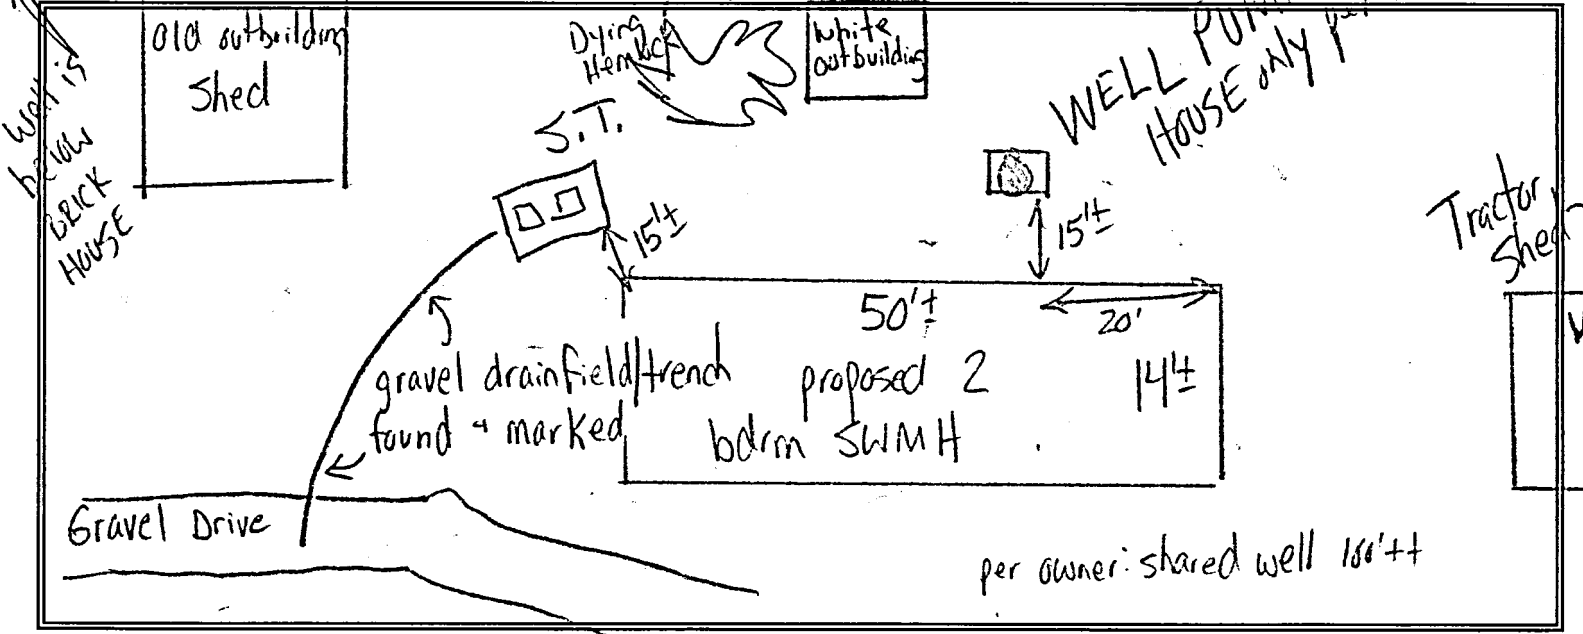 old outbuilding
Shed
Well is
below
BRICK
HOUSE
Dying
Hemlock
White
outbuilding
WELL PUMP
HOUSE only per
S.T.
15'±
15'±
Tractor
Shed
50'±
20'
14'±
gravel drainfield/trench
found + marked
proposed 2
bdrm SWMH
Gravel Drive
per owner: shared well 100'++